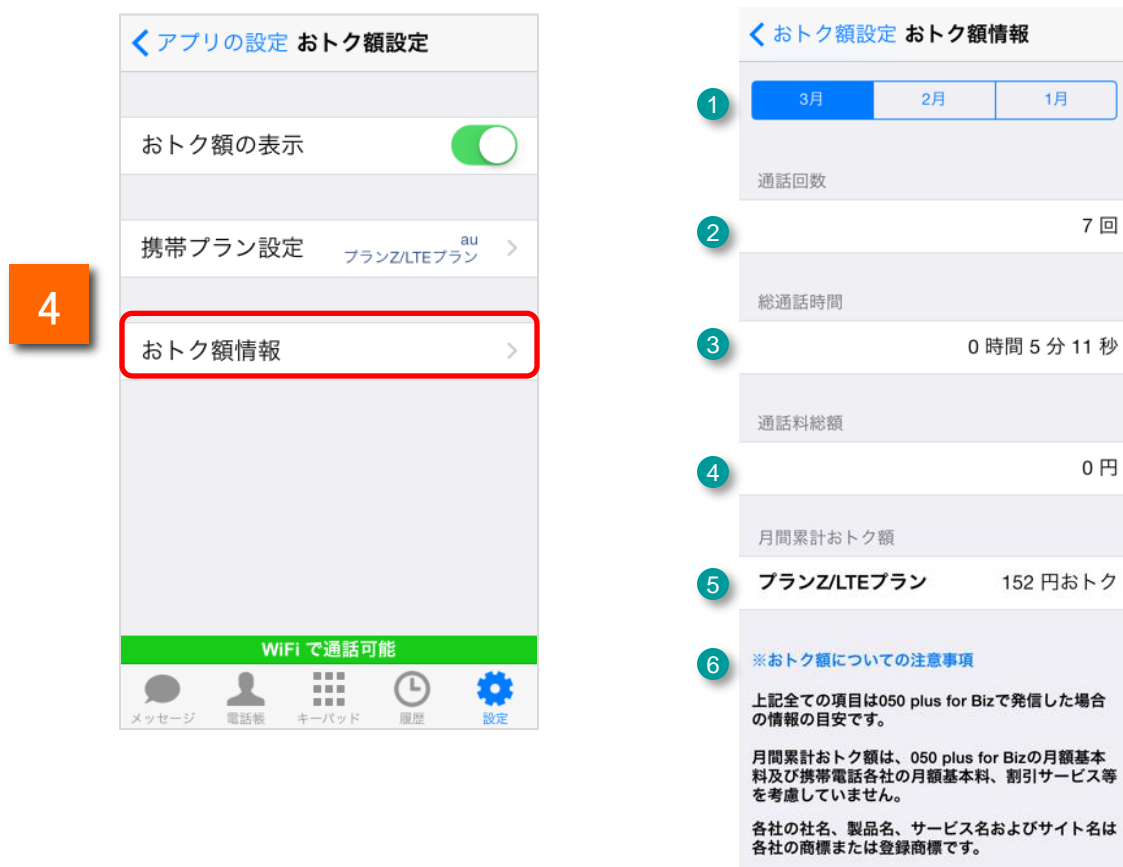 4
アプリの設定 おトク額設定
おトク額の表示
携帯プラン設定
au
プランZ/LTEプラン
おトク額情報
WiFi で通話可能
メッセージ 電話帳 キーパッド 履歴 設定
おトク額設定 おトク額情報
1
3月 2月 1月
通話回数
2
7 回
総通話時間
3
0 時間 5 分 11 秒
通話料総額
4
0 円
月間累計おトク額
5
プランZ/LTEプラン 152 円おトク
6
※おトク額についての注意事項
上記全ての項目は050 plus for Bizで発信した場合
の情報の目安です。
月間累計おトク額は、050 plus for Bizの月額基本
料及び携帯電話各社の月額基本料、割引サービス等
を考慮していません。
各社の社名、製品名、サービス名およびサイト名は
各社の商標または登録商標です。